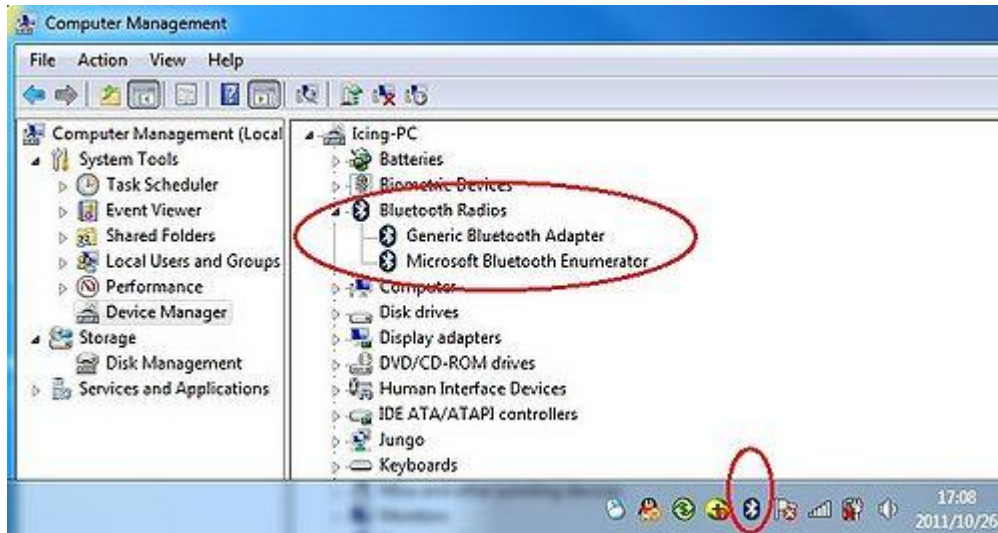 Computer Management
File Action View Help
Computer Management (Local
System Tools
Task Scheduler
Event Viewer
Shared Folders
Local Users and Groups
Performance
Device Manager
Storage
Disk Management
Services and Applications
Icing-PC
Batteries
Biometric Devices
Bluetooth Radios
Generic Bluetooth Adapter
Microsoft Bluetooth Enumerator
Computer
Disk drives
Display adapters
DVD/CD-ROM drives
Human Interface Devices
IDE ATA/ATAPI controllers
Jungo
Keyboards
17:08
2011/10/26